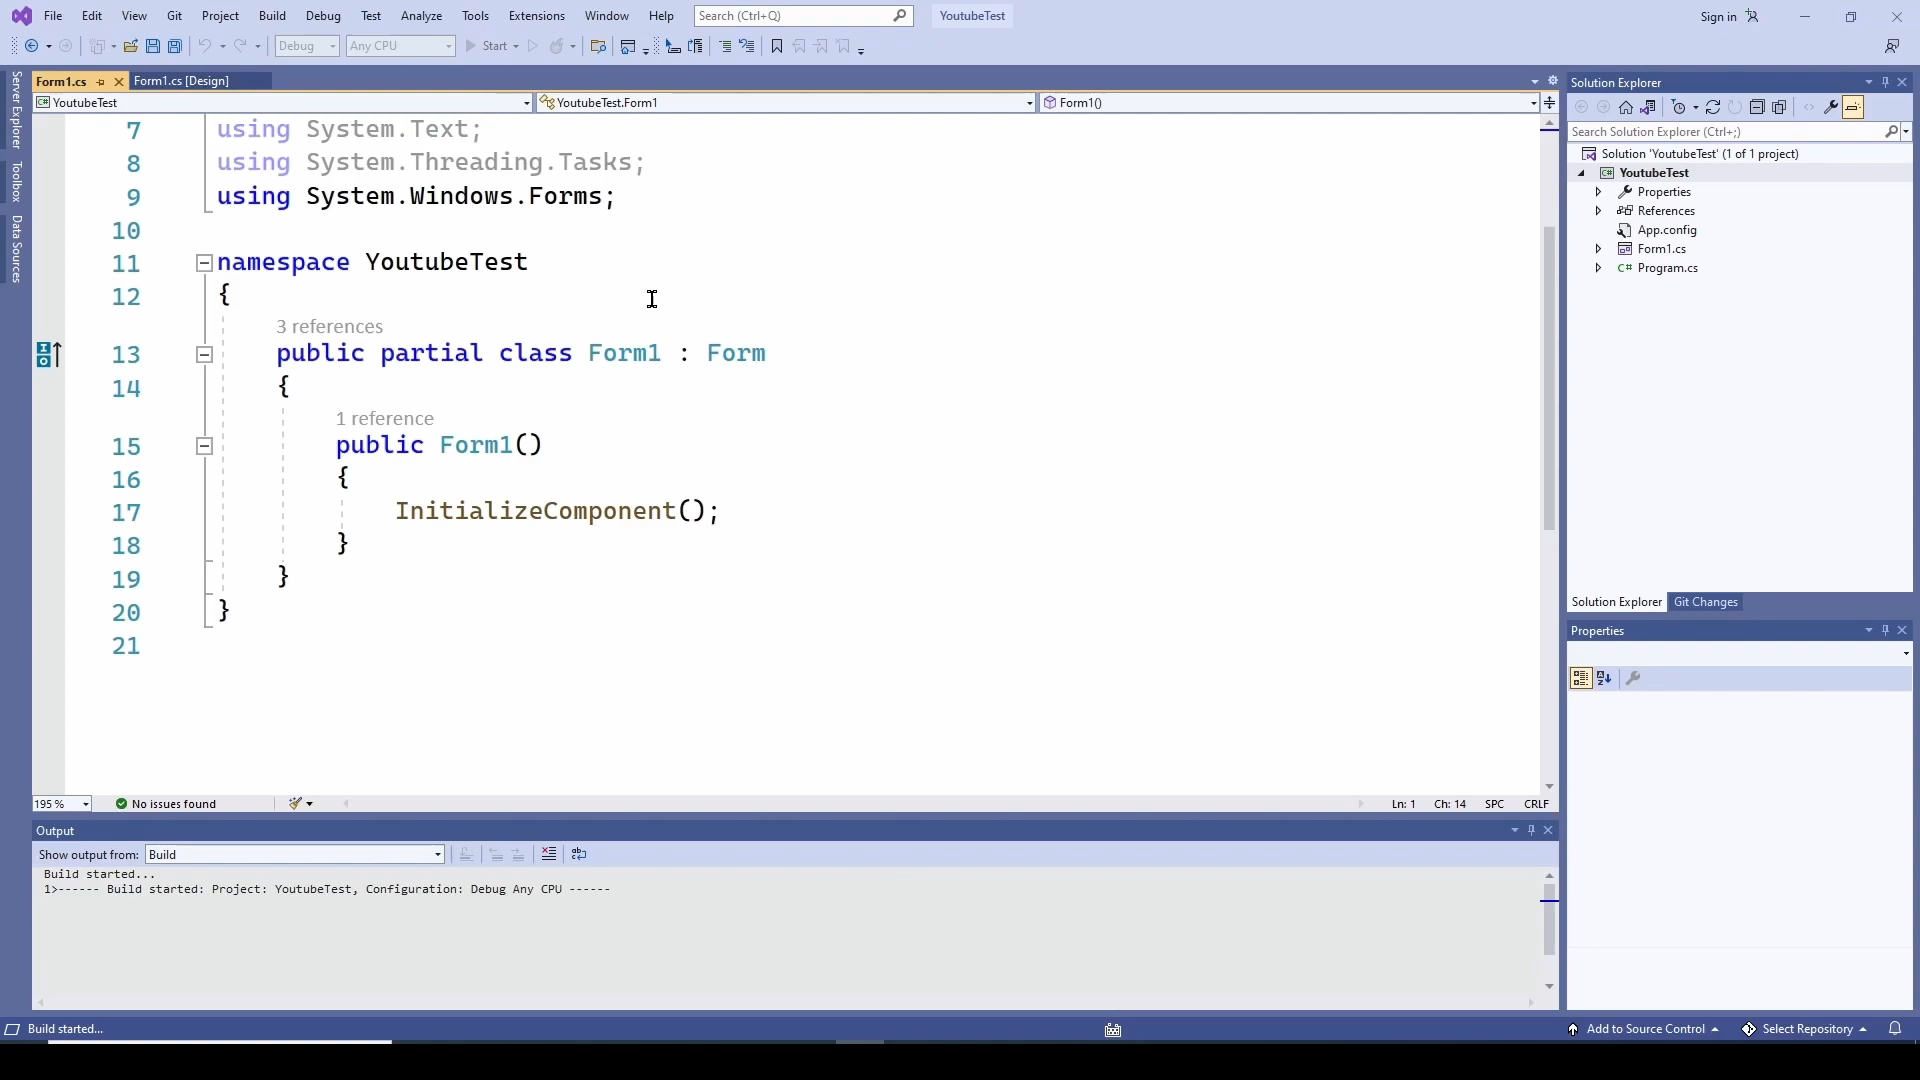 File Edit View Git Project Build Debug Test Analyze Tools Extensions Window Help Search (Ctrl+Q) YoutubeTest Sign in
Debug Any CPU Start
Server Explorer
Toolbox
Data Sources
Form1.cs Form1.cs [Design]
YoutubeTest YoutubeTest.Form1 Form1()
7 using System.Text;
8 using System.Threading.Tasks;
9 using System.Windows.Forms;
10
11 namespace YoutubeTest
12 {
3 references
13 public partial class Form1 : Form
14 {
1 reference
15 public Form1()
16 {
17 InitializeComponent();
18 }
19 }
20 }
21
195 % No issues found Ln: 1 Ch: 14 SPC CRLF
Output
Show output from: Build
Build started...
1>------ Build started: Project: YoutubeTest, Configuration: Debug Any CPU ------
Solution Explorer
Search Solution Explorer (Ctrl+;)
Solution 'YoutubeTest' (1 of 1 project)
C# YoutubeTest
Properties
References
App.config
Form1.cs
C# Program.cs
Solution Explorer Git Changes
Properties
Build started... Add to Source Control Select Repository